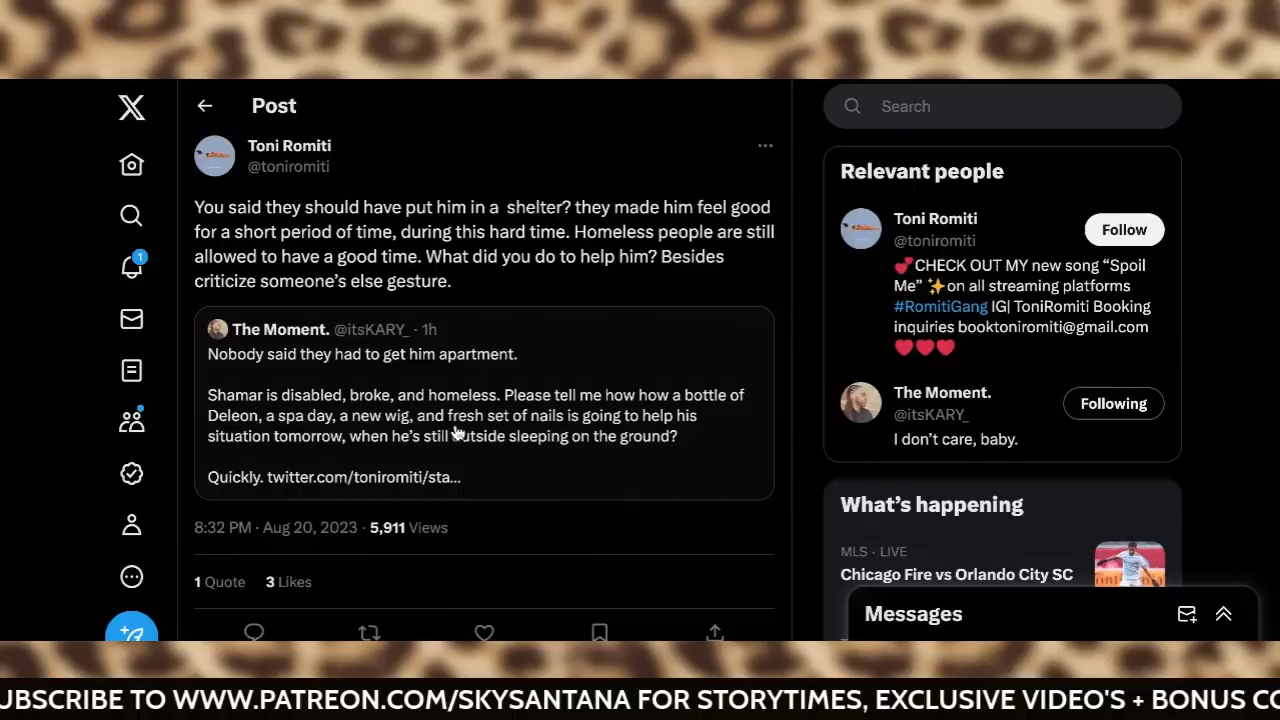 Post
Search
Toni Romiti
@toniromiti
You said they should have put him in a  shelter? they made him feel good
for a short period of time, during this hard time. Homeless people are still
allowed to have a good time. What did you do to help him? Besides
criticize someone’s else gesture.
The Moment. @itsKARY_ · 1h
Nobody said they had to get him apartment.
Shamar is disabled, broke, and homeless. Please tell me how how a bottle of
Deleon, a spa day, a new wig, and fresh set of nails is going to help his
situation tomorrow, when he’s still outside sleeping on the ground?
Quickly. twitter.com/toniromiti/sta...
8:32 PM · Aug 20, 2023 · 5,911 Views
1 Quote 3 Likes
1
Relevant people
Toni Romiti
@toniromiti
Follow
💕CHECK OUT MY new song “Spoil
Me” ✨on all streaming platforms
#RomitiGang IG| ToniRomiti Booking
inquiries booktoniromiti@gmail.com
❤️❤️❤️
The Moment.
@itsKARY_
Following
I don’t care, baby.
What’s happening
MLS · LIVE
Chicago Fire vs Orlando City SC
Messages
UBSCRIBE TO WWW.PATREON.COM/SKYSANTANA FOR STORYTIMES, EXCLUSIVE VIDEO'S + BONUS CO